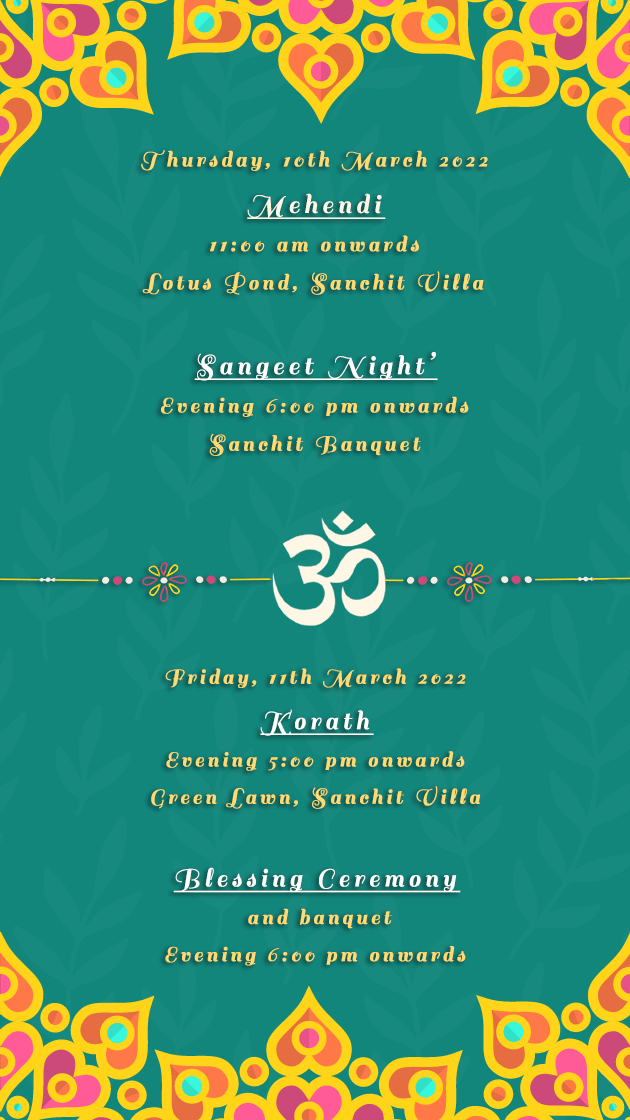 Thursday, 10th March 2022
Mehendi
11:00 am onwards
Lotus Pond, Sanchit Villa
Sangeet Night'
Evening 6:00 pm onwards
Sanchit Banquet
ॐ
Friday, 11th March 2022
Korath
Evening 5:00 pm onwards
Green Lawn, Sanchit Villa
Blessing Ceremony
and banquet
Evening 6:00 pm onwards